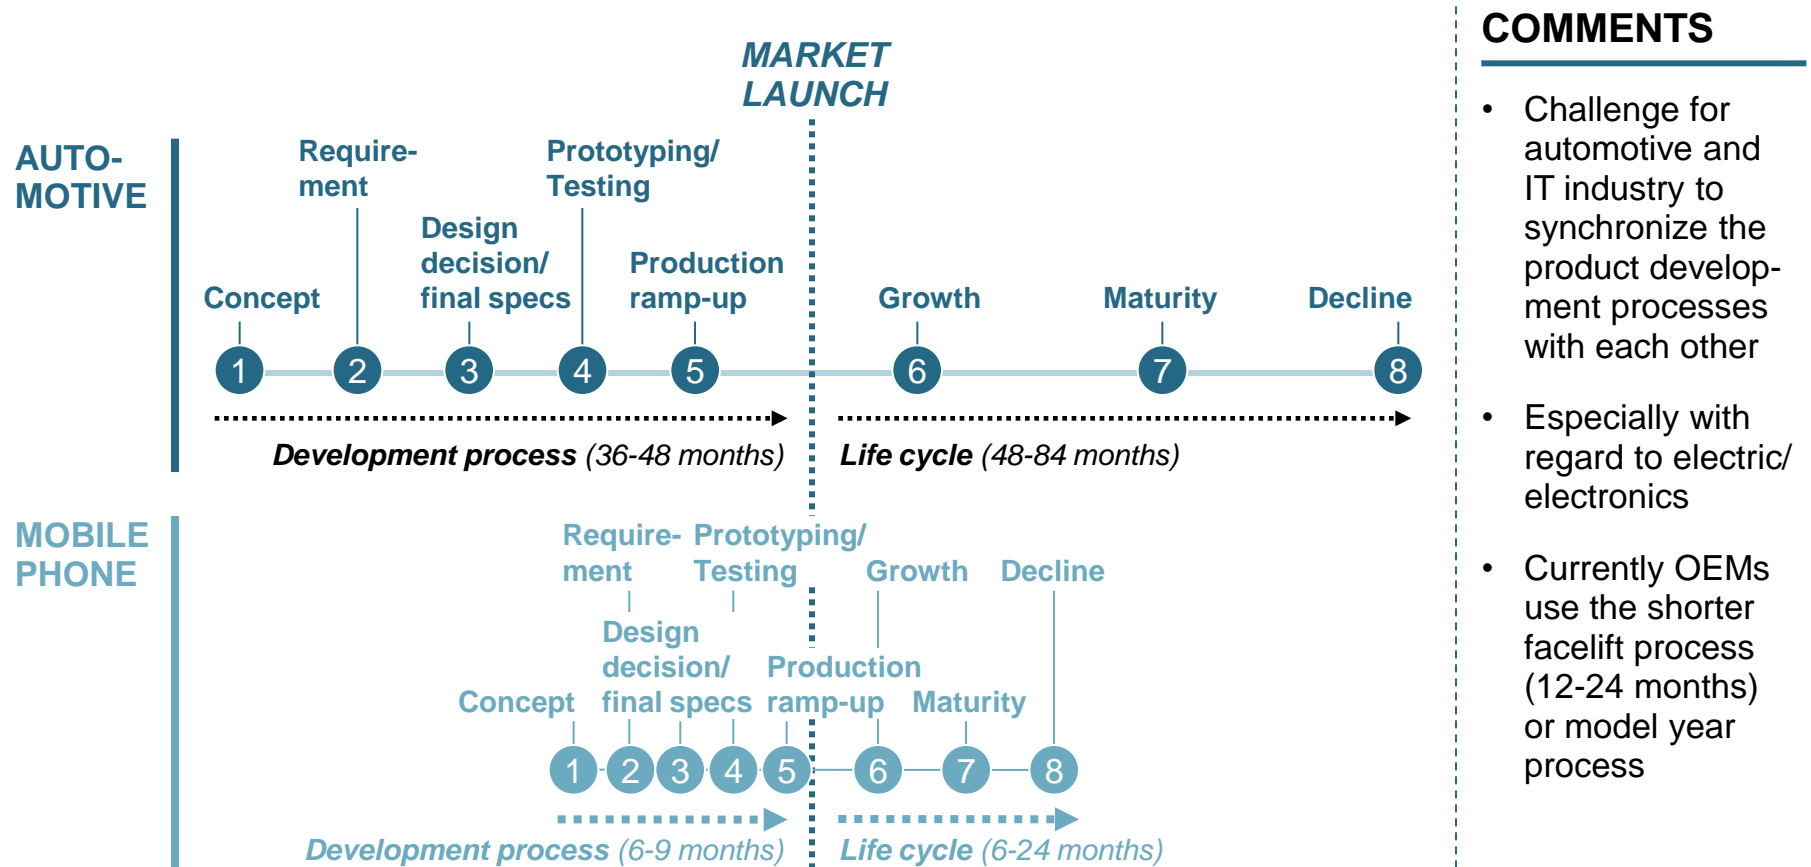 MARKET
LAUNCH
AUTO-
MOTIVE
Require-
ment
Prototyping/
Testing
Design
decision/
final specs
Production
ramp-up
Concept
Growth
Maturity
Decline
1
2
3
4
5
6
7
8
Development process (36-48 months)
Life cycle (48-84 months)
MOBILE
PHONE
Require-
ment
Prototyping/
Testing
Growth
Decline
Design
decision/
final specs
Production
ramp-up
Concept
Maturity
1
2
3
4
5
6
7
8
Development process (6-9 months)
Life cycle (6-24 months)
COMMENTS
• Challenge for
automotive and
IT industry to
synchronize the
product develop-
ment processes
with each other
• Especially with
regard to electric/
electronics
• Currently OEMs
use the shorter
facelift process
(12-24 months)
or model year
process